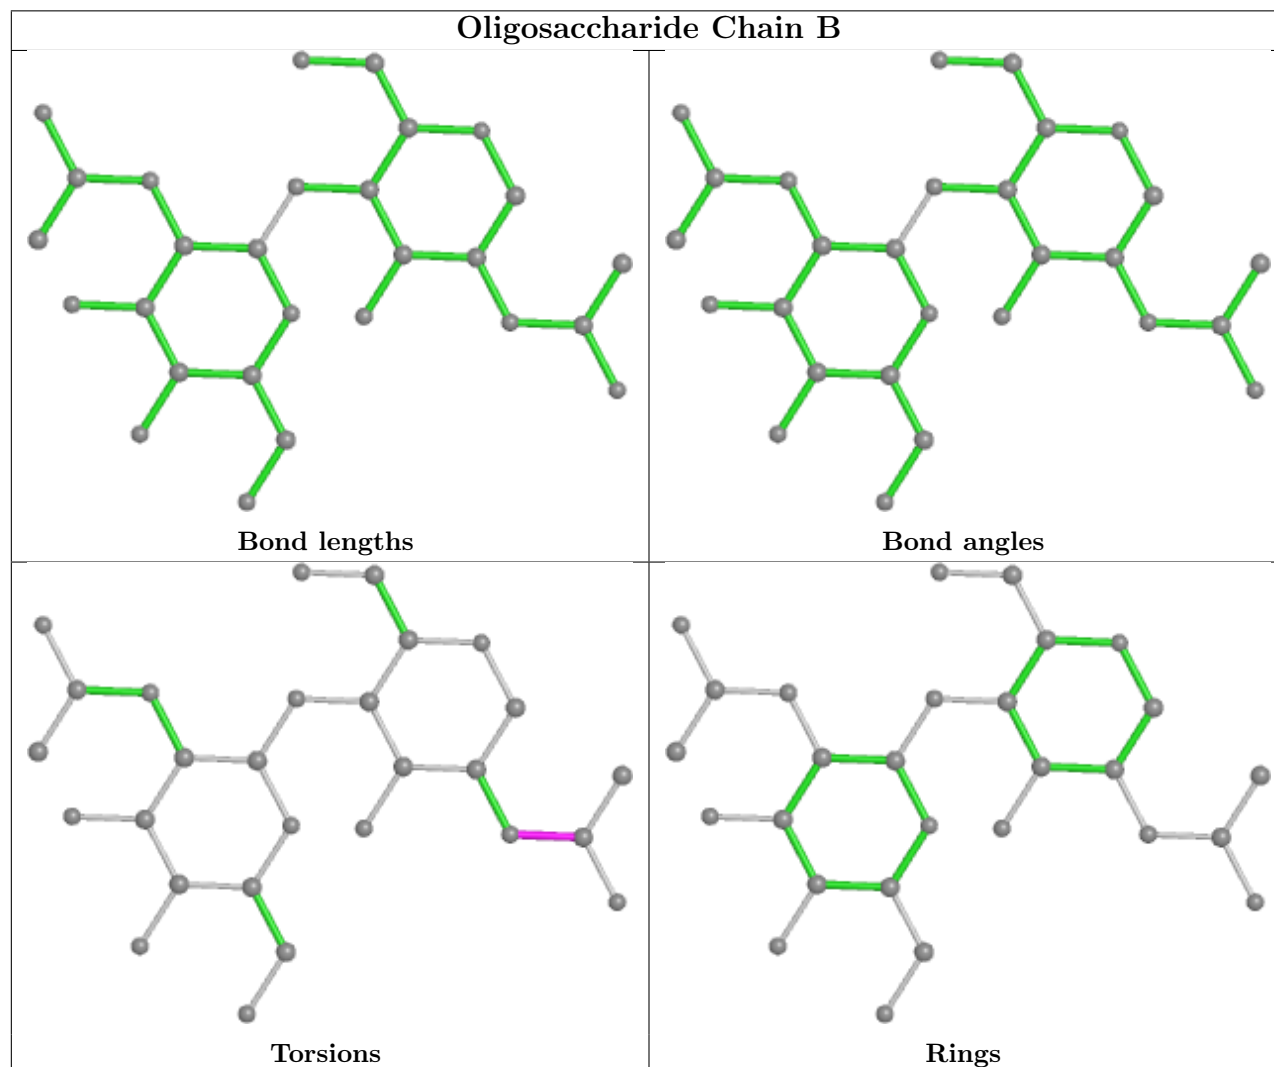 Oligosaccharide Chain B
Bond lengths
Bond angles
Torsions
Rings